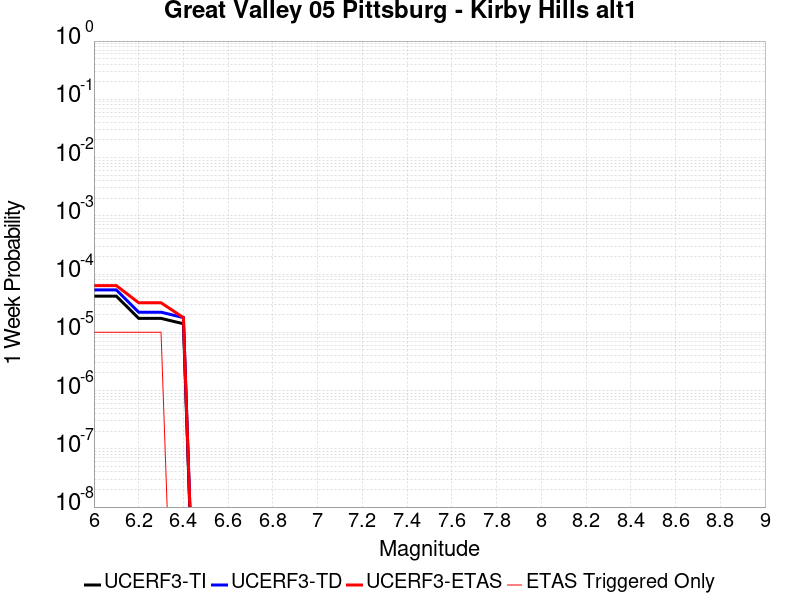 Great Valley 05 Pittsburg - Kirby Hills alt1
10^0
10^-1
10^-2
10^-3
10^-4
10^-5
10^-6
10^-7
10^-8
1 Week Probability
6 6.2 6.4 6.6 6.8 7 7.2 7.4 7.6 7.8 8 8.2 8.4 8.6 8.8 9
Magnitude
UCERF3-TI UCERF3-TD UCERF3-ETAS ETAS Triggered Only